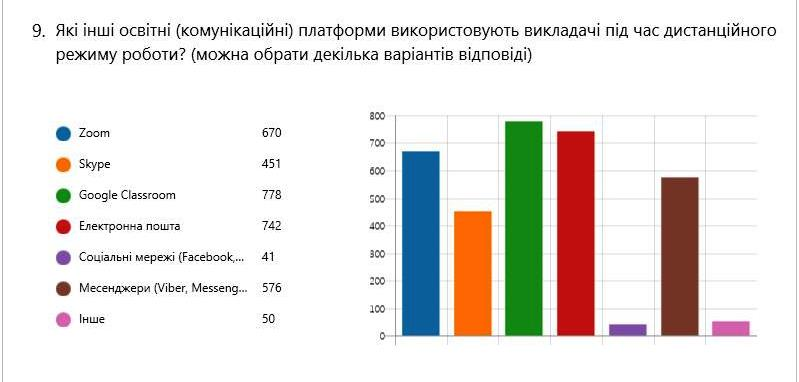 9. Які інші освітні (комунікаційні) платформи використовують викладачі під час дистанційного
режиму роботи? (можна обрати декілька варіантів відповіді)
Zoom 670
Skype 451
Google Classroom 778
Електронна пошта 742
Соціальні мережі (Facebook,... 41
Месенджери (Viber, Messeng... 576
Інше 50
800
700
600
500
400
300
200
100
0